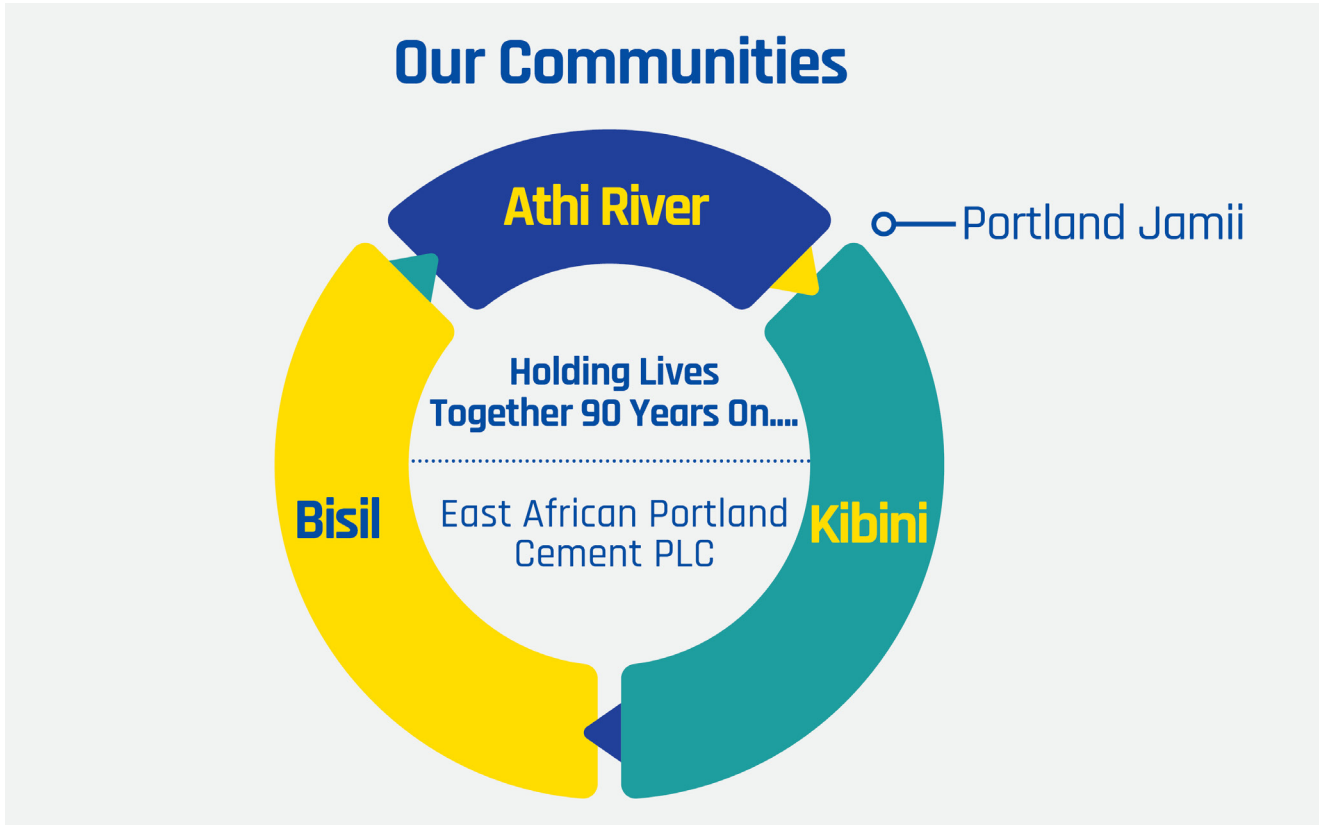 Our Communities
Athi River
Portland Jamii
Holding Lives
Together 90 Years On....
Bisil
East African Portland
Cement PLC
Kibini